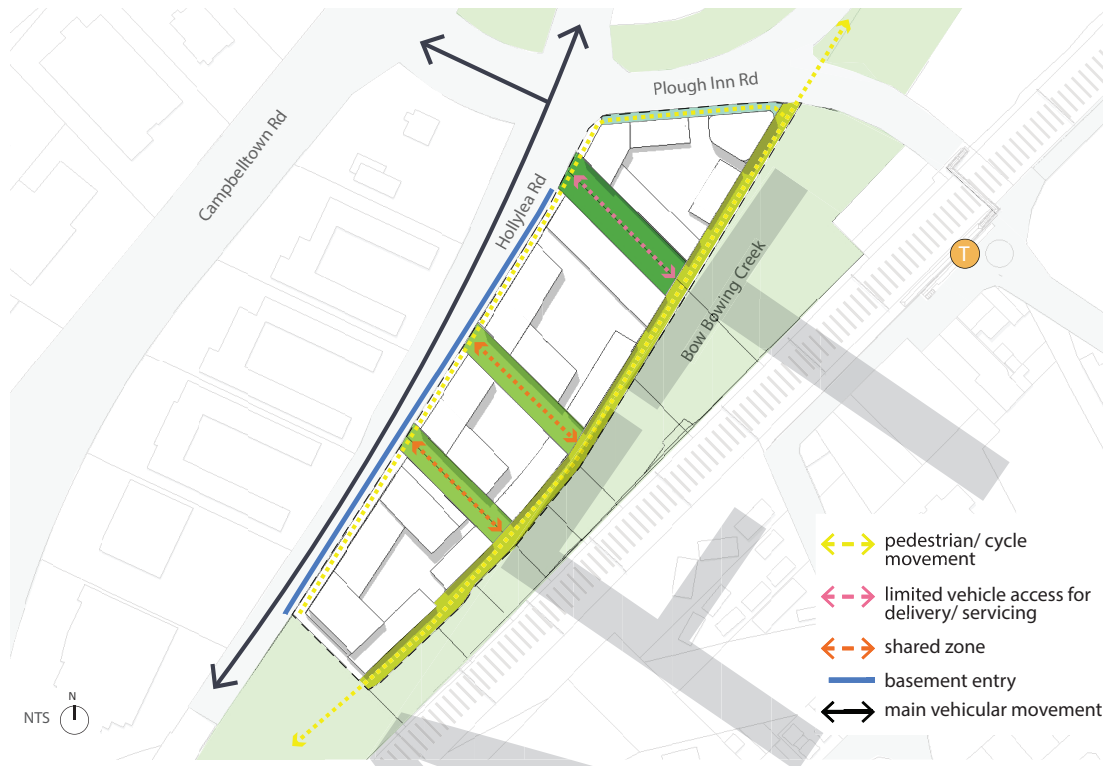 Plough Inn Rd
Campbelltown Rd
Hollylea Rd
T
Bow Bowing Creek
pedestrian/ cycle
movement
limited vehicle access for
delivery/ servicing
shared zone
basement entry
main vehicular movement
N
NTS